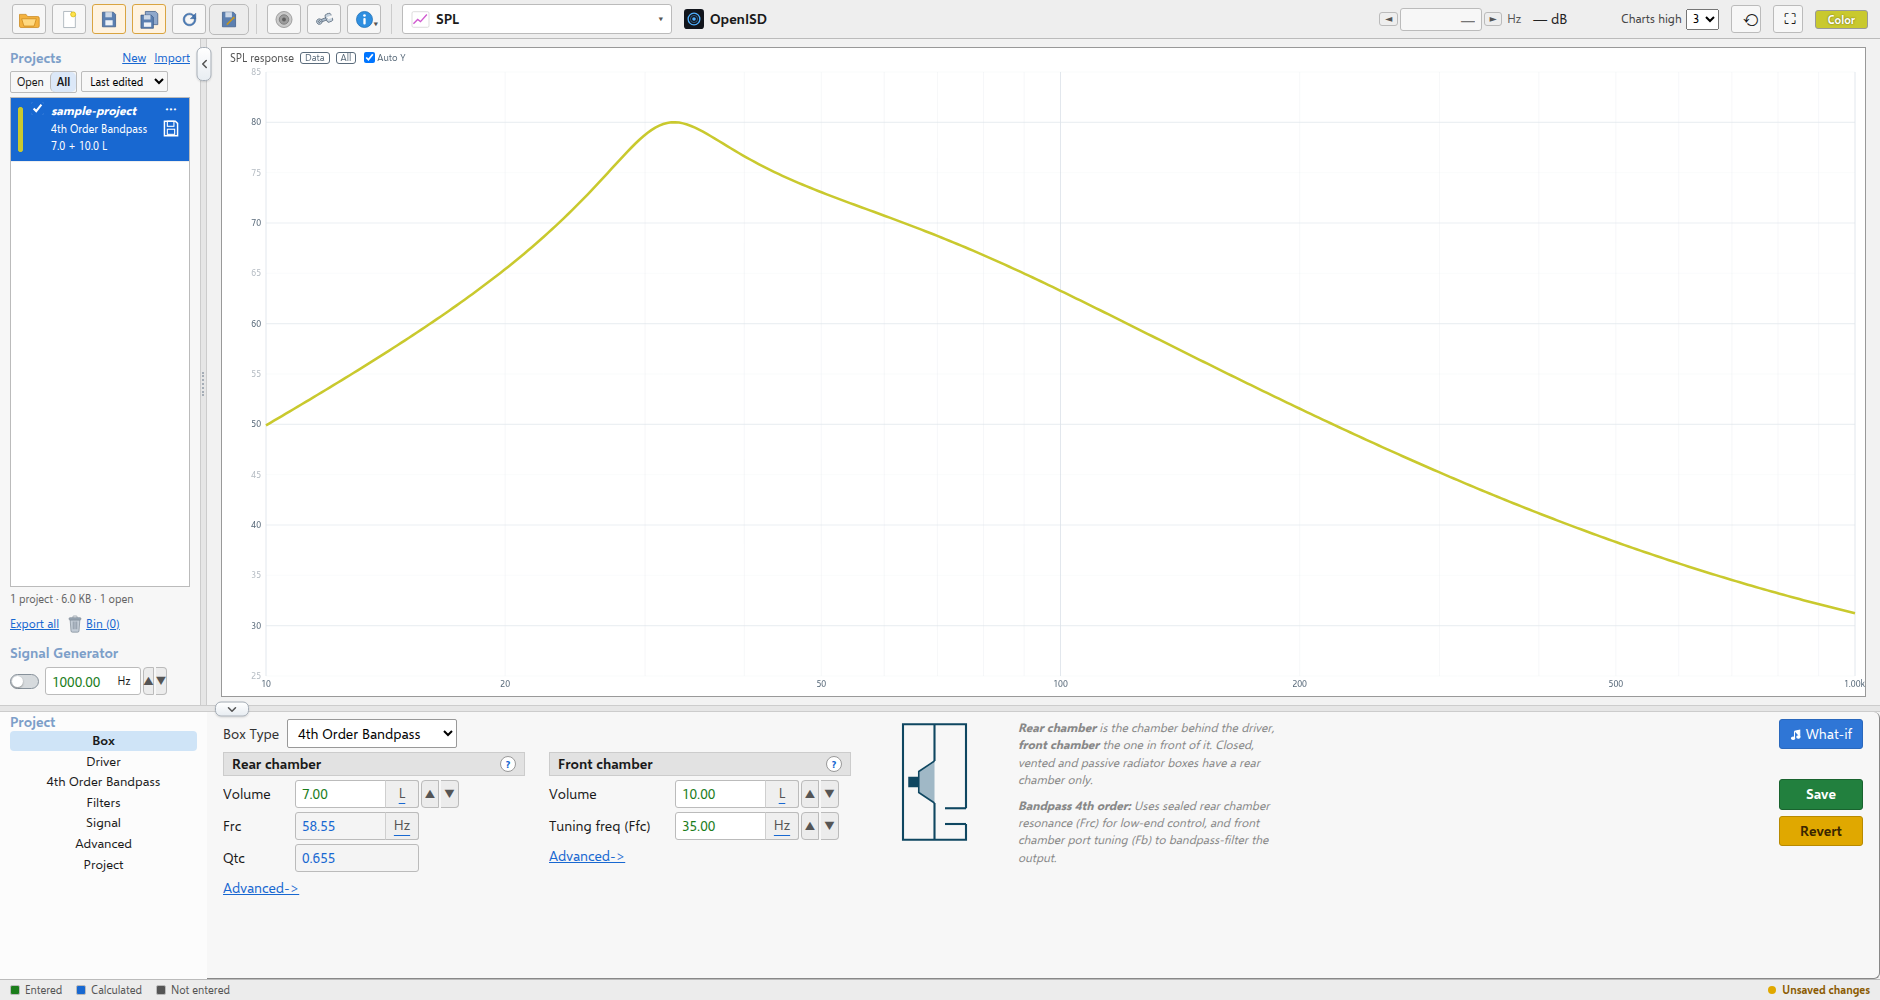 SPL
OpenISD
—
Hz
— dB
Charts high 3
Color
Projects
New Import
Open All Last edited
sample-project
4th Order Bandpass
7.0 + 10.0 L
1 project · 6.0 KB · 1 open
Export all Bin (0)
Signal Generator
1000.00 Hz
SPL response Data All Auto Y
85
80
75
70
65
60
55
50
45
40
35
30
25
10 20 50 100 200 500 1.00k
Project
Box
Driver
4th Order Bandpass
Filters
Signal
Advanced
Project
Box Type 4th Order Bandpass
Rear chamber ?
Volume 7.00 L
Frc 58.55 Hz
Qtc 0.655
Advanced->
Front chamber ?
Volume 10.00 L
Tuning freq (Ffc) 35.00 Hz
Advanced->
Rear chamber is the chamber behind the driver,
front chamber the one in front of it. Closed,
vented and passive radiator boxes have a rear
chamber only.
Bandpass 4th order: Uses sealed rear chamber
resonance (Frc) for low-end control, and front
chamber port tuning (Fb) to bandpass-filter the
output.
What-if
Save
Revert
Entered Calculated Not entered
Unsaved changes